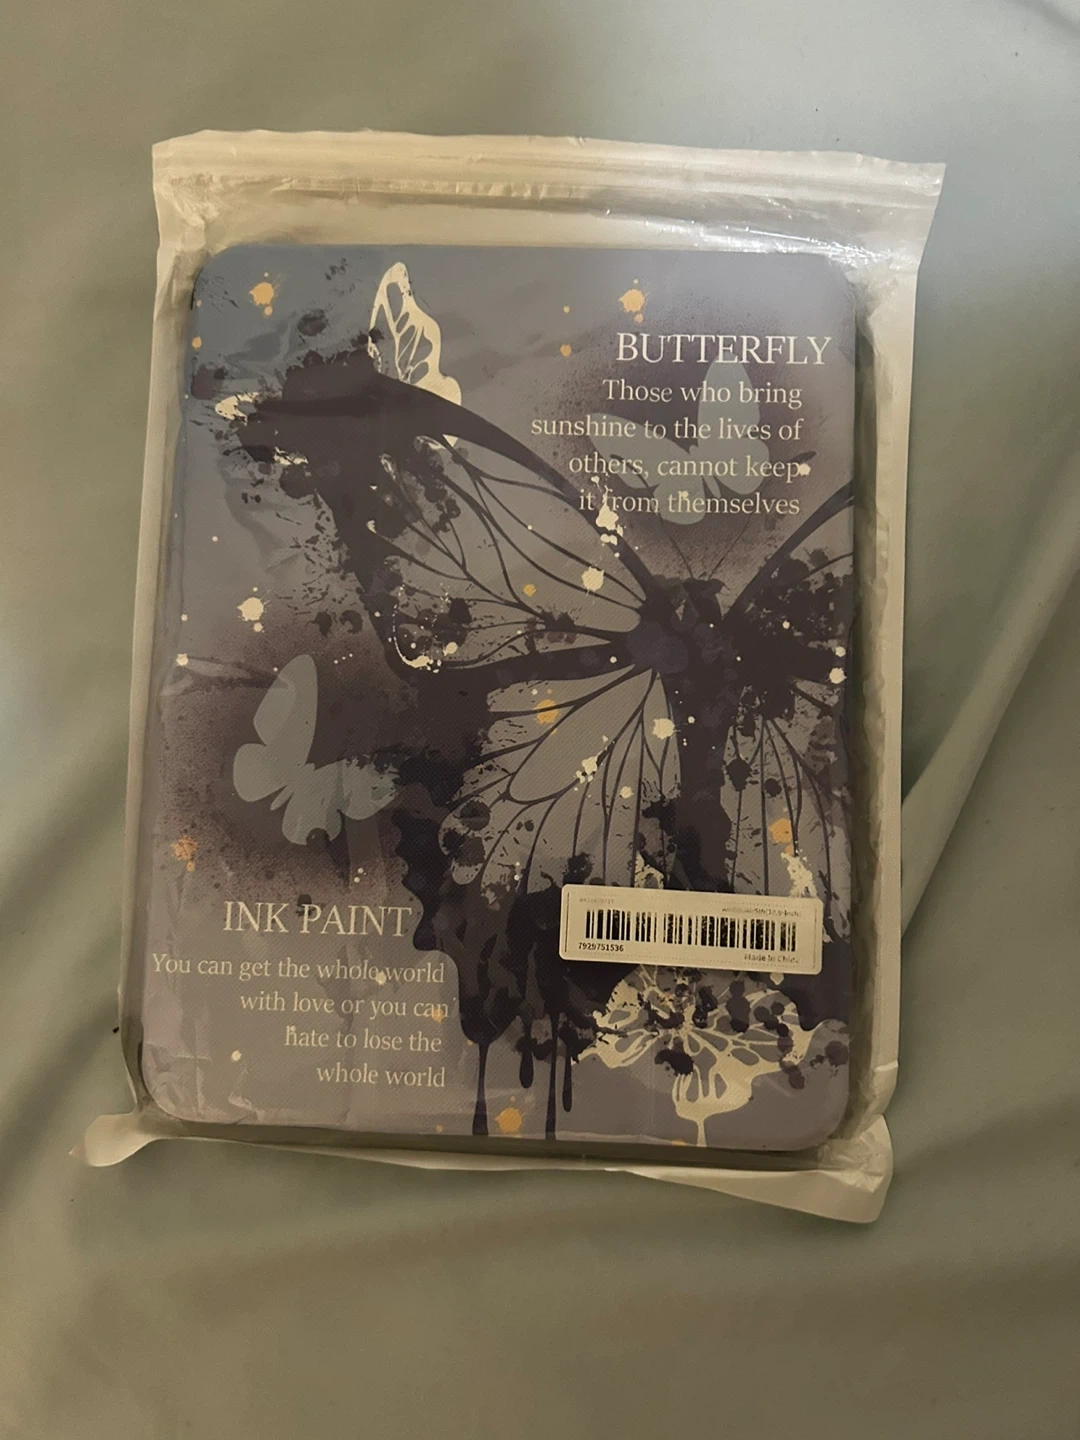 BUTTERFLY
Those who bring
sunshine to the lives of
others, cannot keep
it from themselves
INK PAINT
You can get the whole world
with love or you can
hate to lose the
whole world
7929751536
Made In China